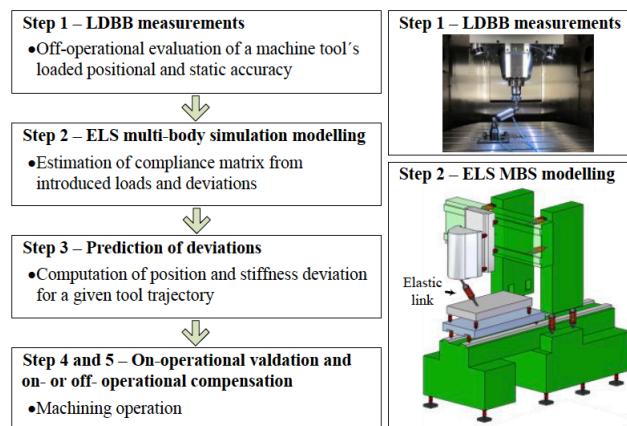 Step 1 – LDBB measurements
•Off-operational evaluation of a machine tool´s
loaded positional and static accuracy
Step 2 – ELS multi-body simulation modelling
•Estimation of compliance matrix from
introduced loads and deviations
Step 3 – Prediction of deviations
•Computation of position and stiffness deviation
for a given tool trajectory
Step 4 and 5 – On-operational valdation and
on- or off- operational compensation
•Machining operation
Step 1 – LDBB measurements
Step 2 – ELS MBS modelling
Elastic
link